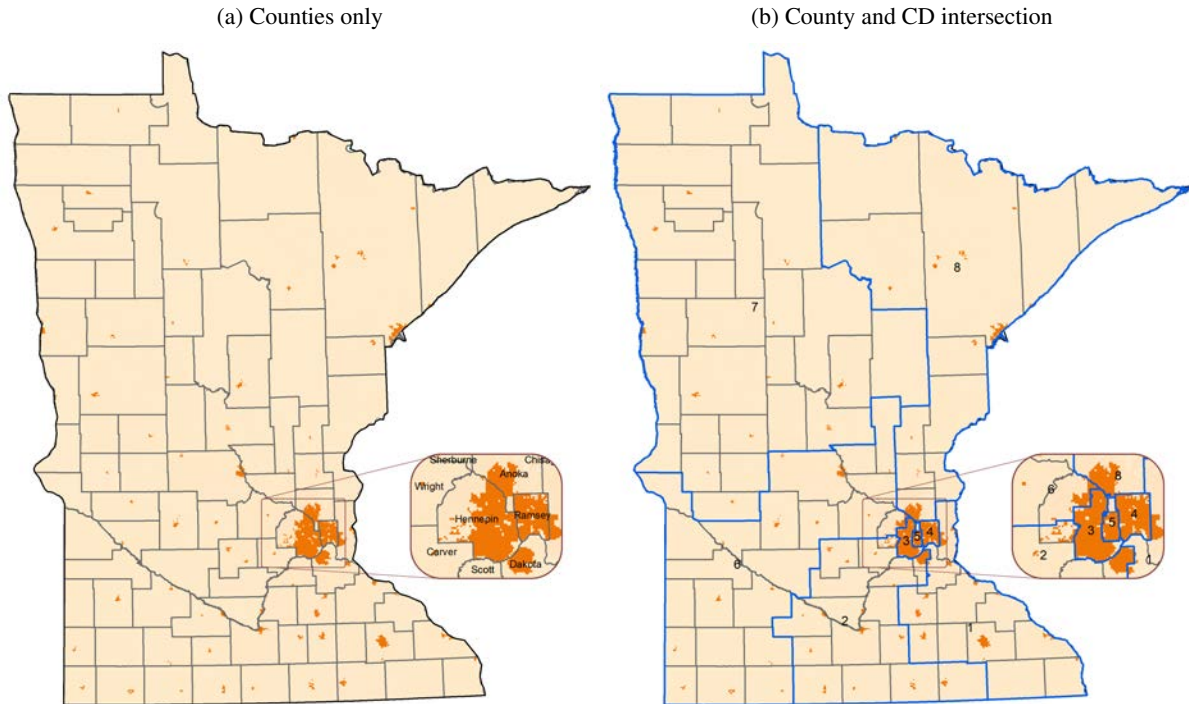 (a) Counties only
(b) County and CD intersection
Sherburne
Chisa
Anoka
Wright
Hennepin
Ramsey
Carver
Scott
Dakota
8
7
3
5
4
6
2
1
8
6
4
5
3
2
1